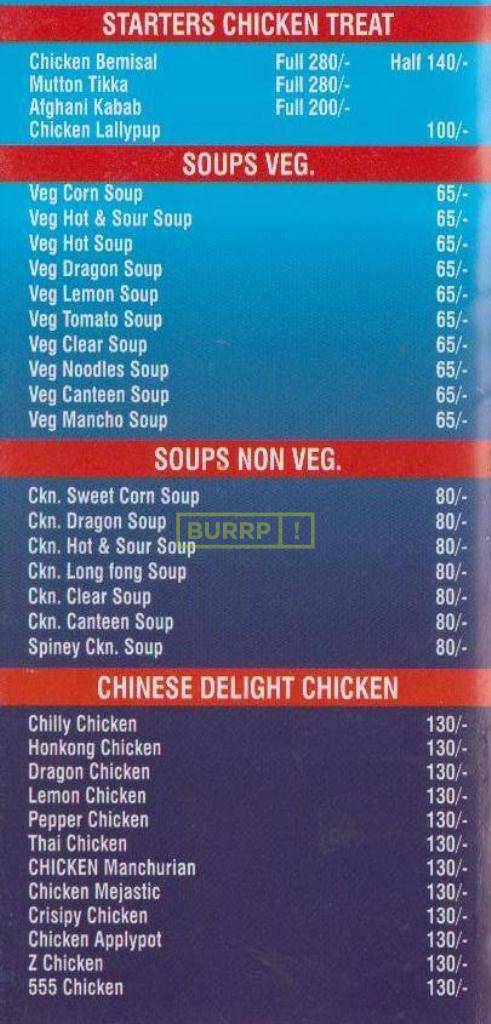 STARTERS CHICKEN TREAT
Chicken Bemisal Full 280/- Half 140/-
Mutton Tikka Full 280/-
Afghani Kabab Full 200/-
Chicken Lallypup 100/-
SOUPS VEG.
Veg Corn Soup 65/-
Veg Hot & Sour Soup 65/-
Veg Hot Soup 65/-
Veg Dragon Soup 65/-
Veg Lemon Soup 65/-
Veg Tomato Soup 65/-
Veg Clear Soup 65/-
Veg Noodles Soup 65/-
Veg Canteen Soup 65/-
Veg Mancho Soup 65/-
SOUPS NON VEG.
Ckn. Sweet Corn Soup 80/-
Ckn. Dragon Soup 80/-
BURRP!
Ckn. Hot & Sour Soup 80/-
Ckn. Long fong Soup 80/-
Ckn. Clear Soup 80/-
Ckn. Canteen Soup 80/-
Spiney Ckn. Soup 80/-
CHINESE DELIGHT CHICKEN
Chilly Chicken 130/-
Honkong Chicken 130/-
Dragon Chicken 130/-
Lemon Chicken 130/-
Pepper Chicken 130/-
Thai Chicken 130/-
CHICKEN Manchurian 130/-
Chicken Mejastic 130/-
Crisipy Chicken 130/-
Chicken Applypot 130/-
Z Chicken 130/-
555 Chicken 130/-